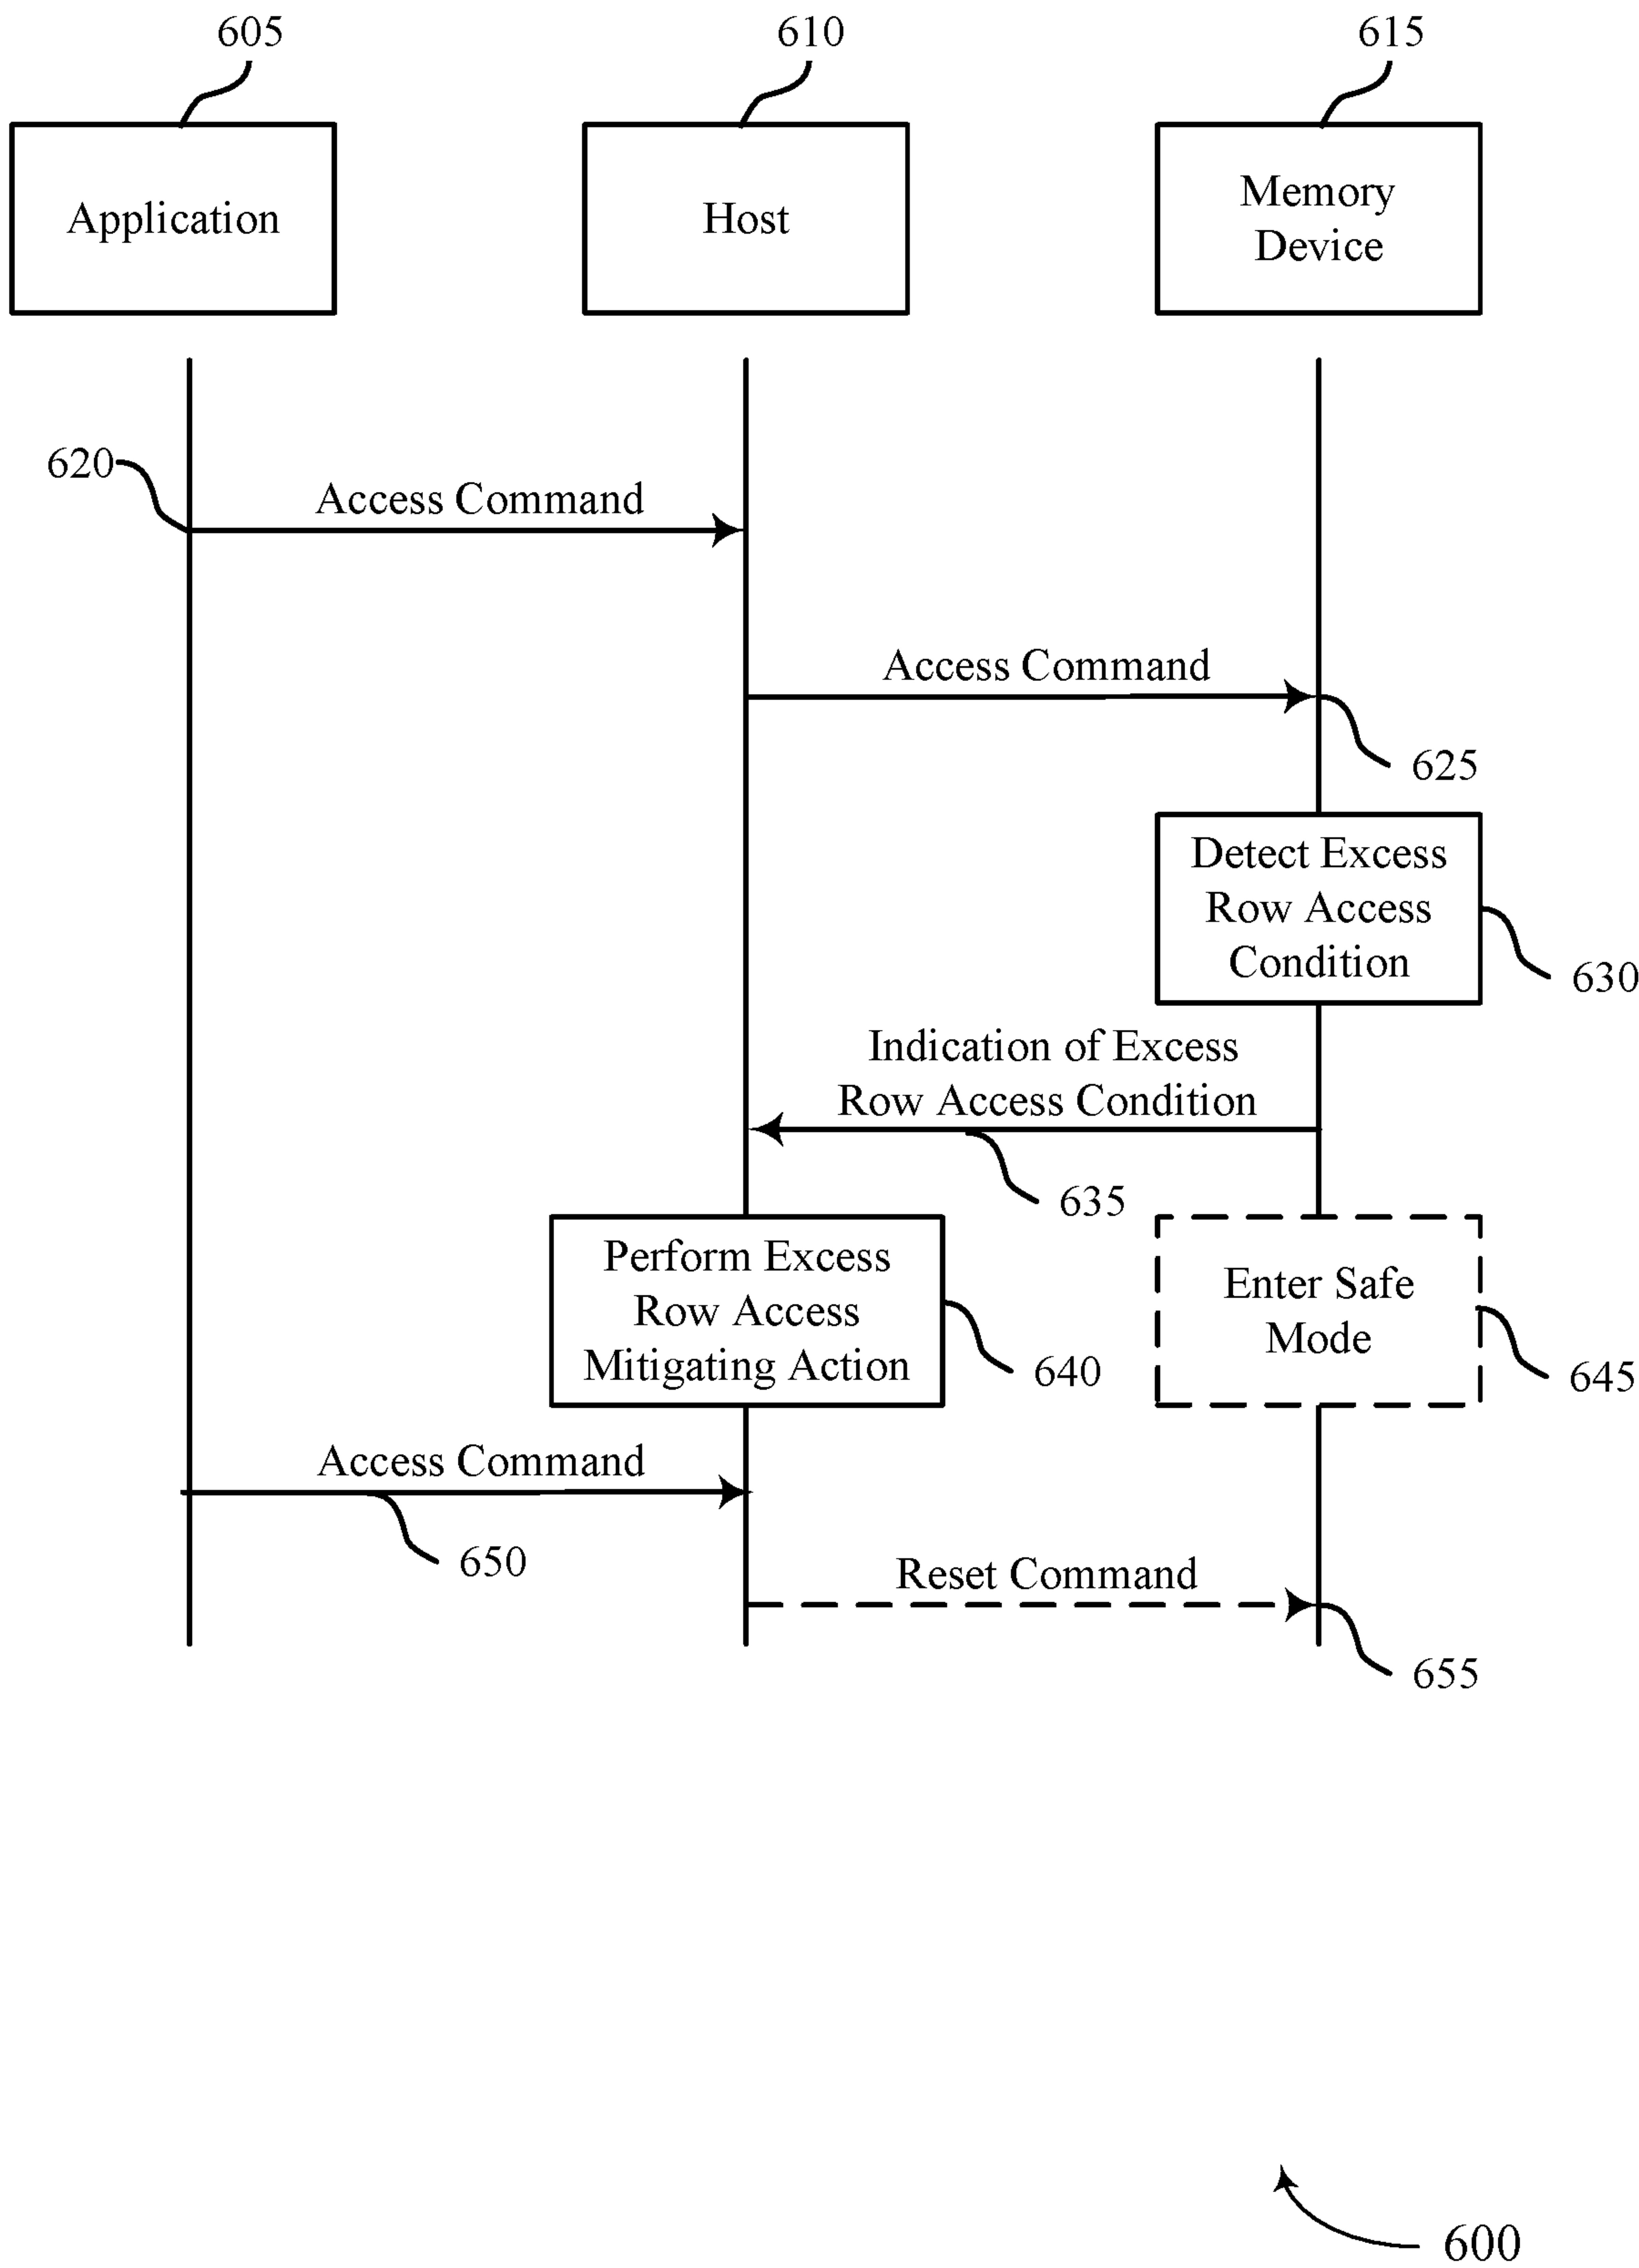 605
610
615
Application
Host
Memory
Device
620
Access Command
Access Command
625
Detect Excess
Row Access
Condition
630
Indication of Excess
Row Access Condition
635
Perform Excess
Row Access
Mitigating Action
640
Enter Safe
Mode
645
Access Command
650
Reset Command
655
600